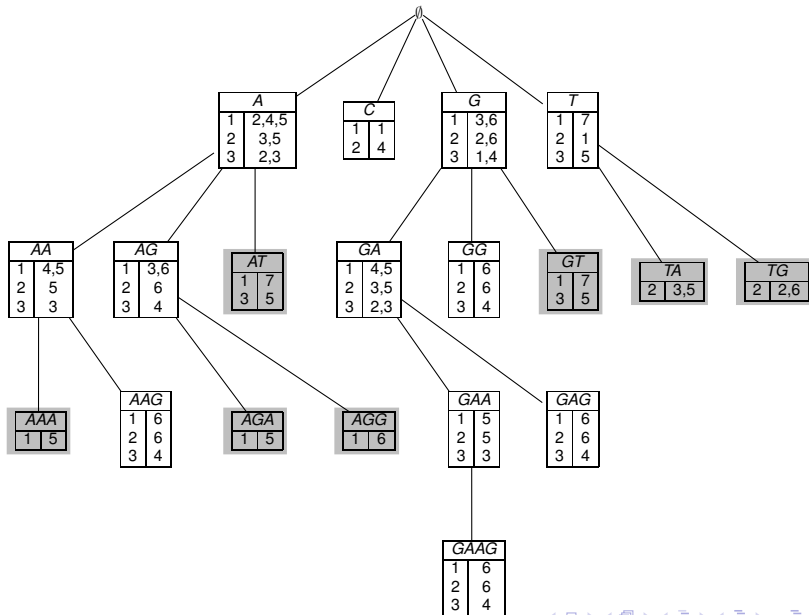 ∅
A
1 2,4,5
2 3,5
3 2,3
C
1 1
2 4
G
1 3,6
2 2,6
3 1,4
T
1 7
2 1
3 5
AA
1 4,5
2 5
3 3
AG
1 3,6
2 6
3 4
AT
1 7
3 5
GA
1 4,5
2 3,5
3 2,3
GG
1 6
2 6
3 4
GT
1 7
3 5
TA
2 3,5
TG
2 2,6
AAA
1 5
AAG
1 6
2 6
3 4
AGA
1 5
AGG
1 6
GAA
1 5
2 5
3 3
GAG
1 6
2 6
3 4
GAAG
1 6
2 6
3 4